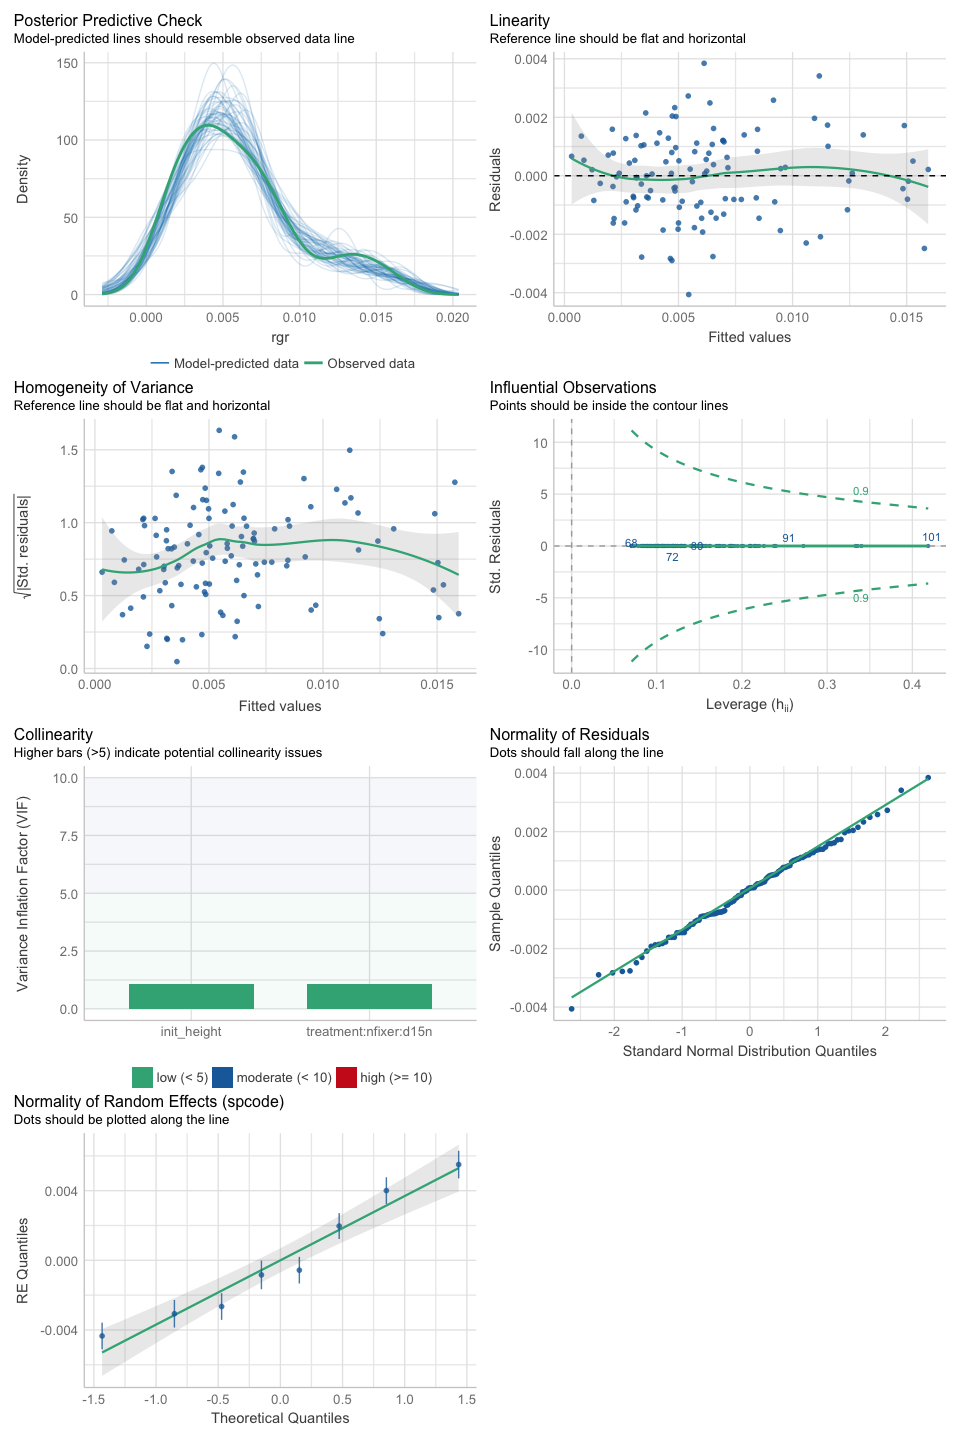 Posterior Predictive Check
Model-predicted lines should resemble observed data line
150
100
50
0
Density
0.000
0.005
0.010
0.015
0.020
rgr
Model-predicted data
Observed data
Linearity
Reference line should be flat and horizontal
0.004
0.002
0.000
-0.002
-0.004
Residuals
0.000
0.005
0.010
0.015
Fitted values
Homogeneity of Variance
Reference line should be flat and horizontal
1.5
1.0
0.5
0.0
√|Std. residuals|
0.000
0.005
0.010
0.015
Fitted values
Influential Observations
Points should be inside the contour lines
10
5
0
-5
-10
Std. Residuals
0.9
68
72
91
101
0.9
0.0
0.1
0.2
0.3
0.4
Leverage (hii)
Collinearity
Higher bars (>5) indicate potential collinearity issues
10.0
7.5
5.0
2.5
0.0
Variance Inflation Factor (VIF)
init_height
treatment:nfixer:d15n
low (< 5)
moderate (< 10)
high (>= 10)
Normality of Residuals
Dots should fall along the line
0.004
0.002
0.000
-0.002
-0.004
Sample Quantiles
-2
-1
0
1
2
Standard Normal Distribution Quantiles
Normality of Random Effects (spcode)
Dots should be plotted along the line
0.004
0.000
-0.004
RE Quantiles
-1.5
-1.0
-0.5
0.0
0.5
1.0
1.5
Theoretical Quantiles